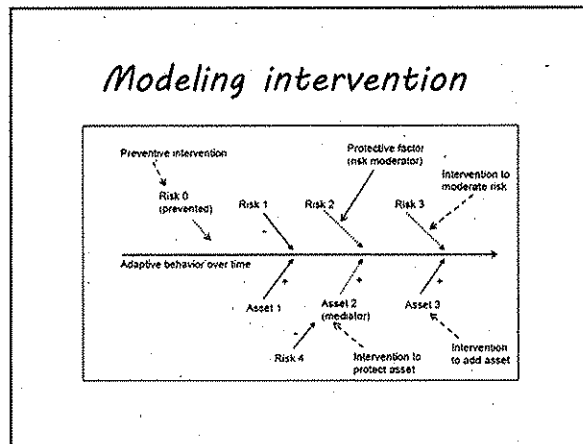 Modeling intervention
Preventive intervention
Protective factor
(risk moderator)
Intervention to
moderate risk
Risk 0
(prevented)
Risk 1
Risk 2
Risk 3
-
Adaptive behavior over time
+
+
+
Asset 1
Asset 2
(mediator)
Asset 3
-
Risk 4
Intervention to
protect asset
Intervention
to add asset